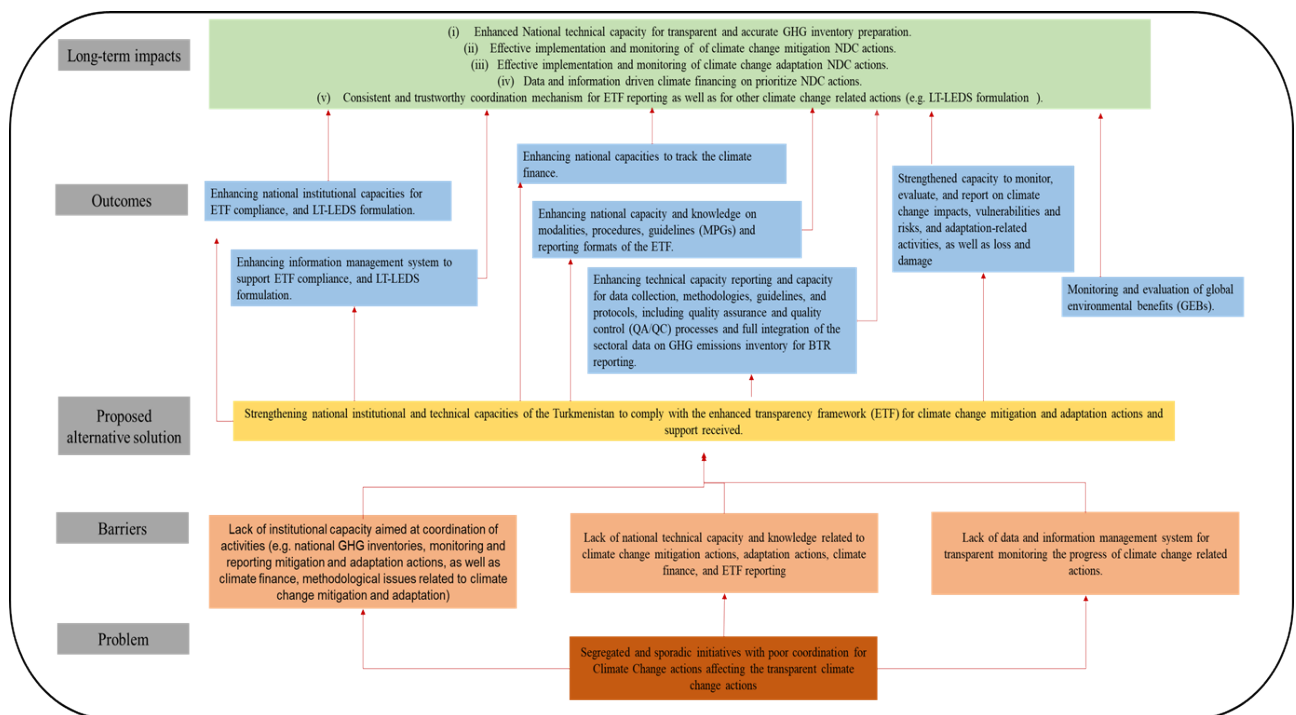 Long-term impacts
(i) Enhanced National technical capacity for transparent and accurate GHG inventory preparation.
(ii) Effective implementation and monitoring of of climate change mitigation NDC actions.
(iii) Effective implementation and monitoring of climate change adaptation NDC actions.
(iv) Data and information driven climate financing on prioritize NDC actions.
(v) Consistent and trustworthy coordination mechanism for ETF reporting as well as for other climate change related actions (e.g. LT-LEDS formulation ).
Outcomes
Enhancing national institutional capacities for
ETF compliance, and LT-LEDS formulation.
Enhancing information management system to
support ETF compliance, and LT-LEDS
formulation.
Enhancing national capacities to track the climate
finance.
Enhancing national capacity and knowledge on
modalities, procedures, guidelines (MPGs) and
reporting formats of the ETF.
Enhancing technical capacity reporting and capacity
for data collection, methodologies, guidelines, and
protocols, including quality assurance and quality
control (QA/QC) processes and full integration of the
sectoral data on GHG emissions inventory for BTR
reporting.
Strengthened capacity to monitor,
evaluate, and report on climate
change impacts, vulnerabilities and
risks, and adaptation-related
activities, as well as loss and
damage
Monitoring and evaluation of global
environmental benefits (GEBs).
Proposed
alternative solution
Strengthening national institutional and technical capacities of the Turkmenistan to comply with the enhanced transparency framework (ETF) for climate change mitigation and adaptation actions and
support received.
Barriers
Lack of institutional capacity aimed at coordination of
activities (e.g. national GHG inventories, monitoring and
reporting mitigation and adaptation actions, as well as
climate finance, methodological issues related to climate
change mitigation and adaptation)
Lack of national technical capacity and knowledge related to
climate change mitigation actions, adaptation actions, climate
finance, and ETF reporting
Lack of data and information management system for
transparent monitoring the progress of climate change related
actions.
Problem
Segregated and sporadic initiatives with poor coordination for
Climate Change actions affecting the transparent climate
change actions